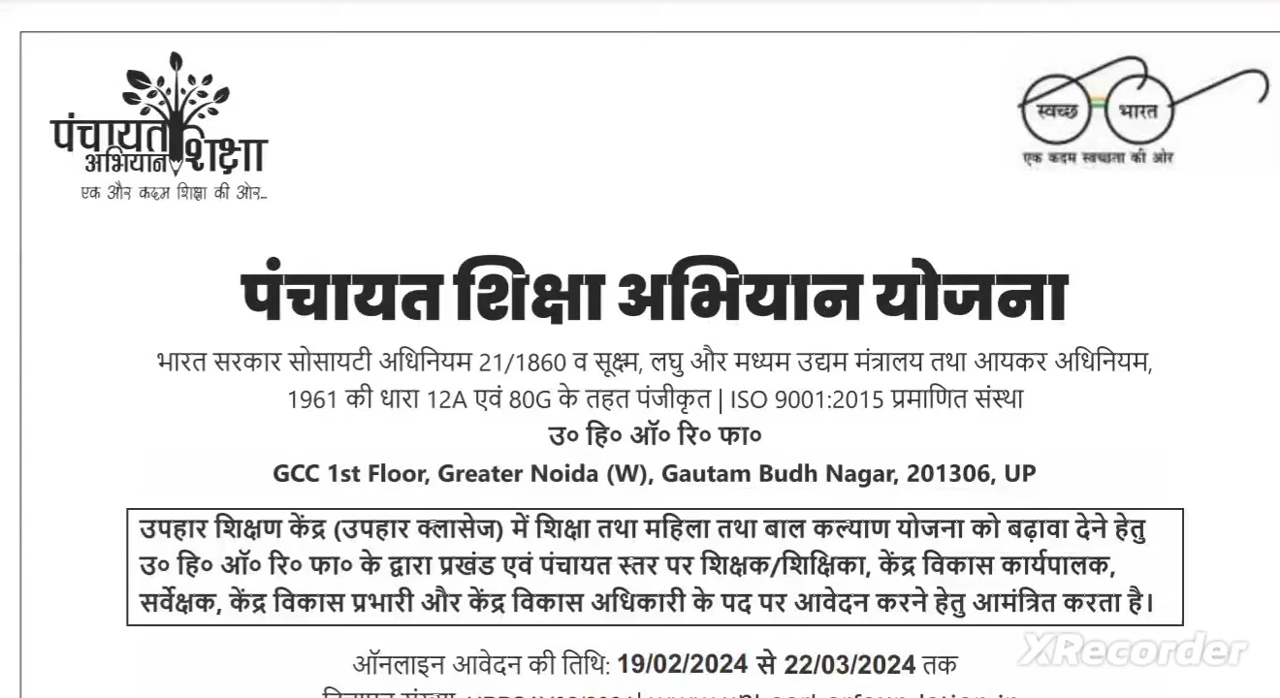 पंचायत शिक्षा
अभियान
एक और कदम शिक्षा की ओर..
स्वच्छ भारत
एक कदम स्वच्छता की ओर
पंचायत शिक्षा अभियान योजना
भारत सरकार सोसायटी अधिनियम 21/1860 व सूक्ष्म, लघु और मध्यम उद्यम मंत्रालय तथा आयकर अधिनियम,
1961 की धारा 12A एवं 80G के तहत पंजीकृत | ISO 9001:2015 प्रमाणित संस्था
उ० हि० ऑ० रि० फा०
GCC 1st Floor, Greater Noida (W), Gautam Budh Nagar, 201306, UP
उपहार शिक्षण केंद्र (उपहार क्लासेज) में शिक्षा तथा महिला तथा बाल कल्याण योजना को बढ़ावा देने हेतु
उ० हि० ऑ० रि० फा० के द्वारा प्रखंड एवं पंचायत स्तर पर शिक्षक/शिक्षिका, केंद्र विकास कार्यपालक,
सर्वेक्षक, केंद्र विकास प्रभारी और केंद्र विकास अधिकारी के पद पर आवेदन करने हेतु आमंत्रित करता है।
ऑनलाइन आवेदन की तिथि: 19/02/2024 से 22/03/2024 तक
XRecorder